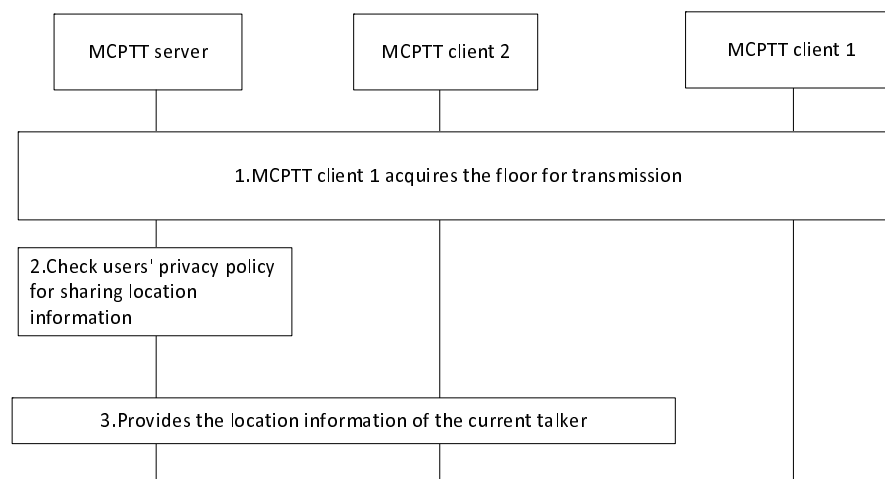 MCPTT server
MCPTT client 2
MCPTT client 1
1.MCPTT client 1 acquires the floor for transmission
2.Check users' privacy policy
for sharing location
information
3.Provides the location information of the current talker